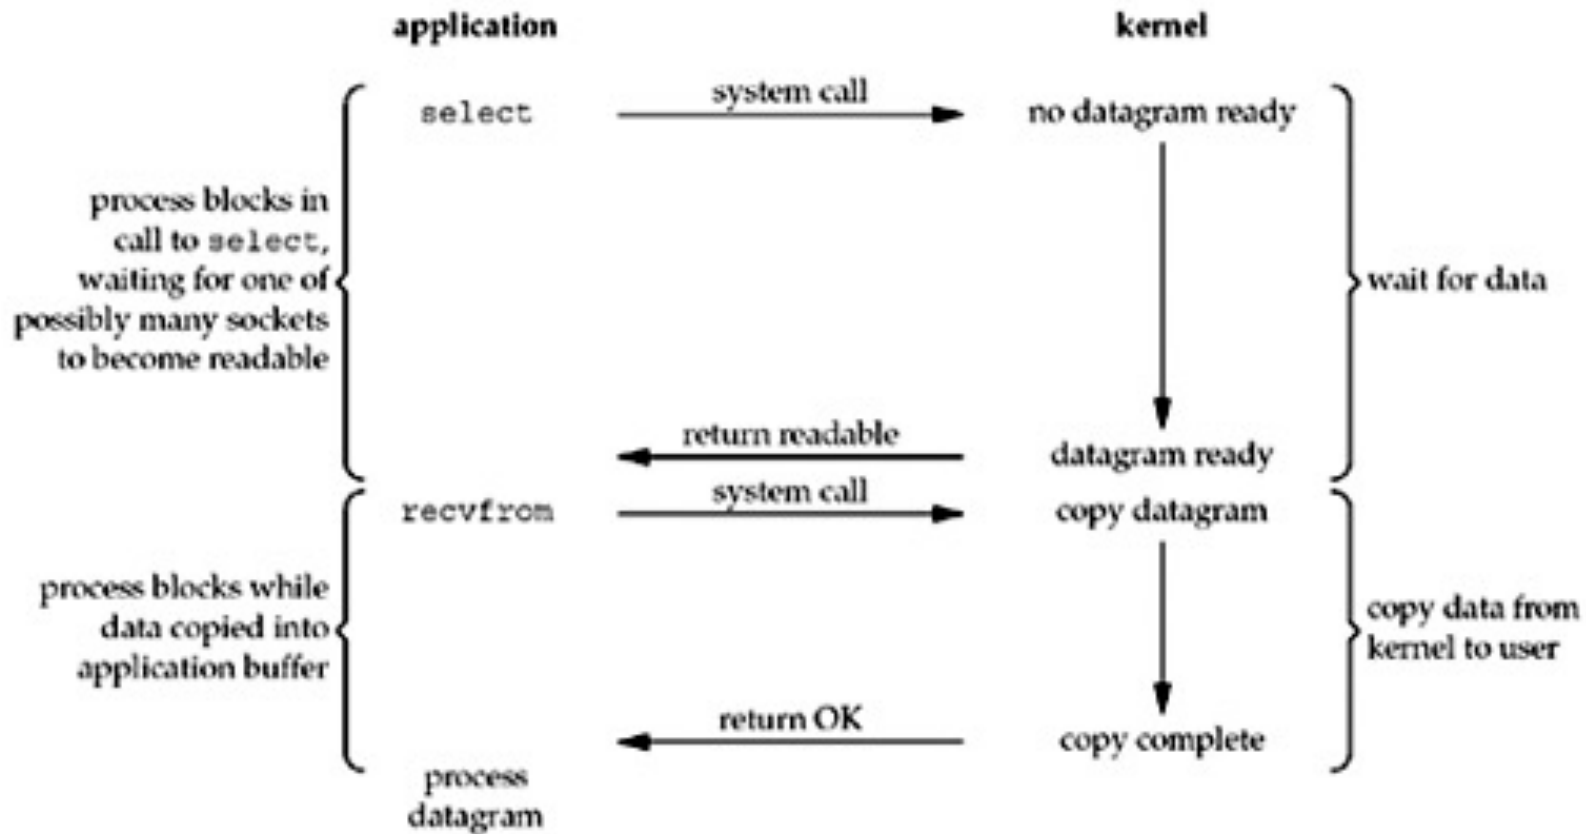 application
kernel
select
system call
no datagram ready
process blocks in
call to select,
waiting for one of
possibly many sockets
to become readable
wait for data
return readable
datagram ready
recvfrom
system call
copy datagram
process blocks while
data copied into
application buffer
copy data from
kernel to user
return OK
copy complete
process
datagram